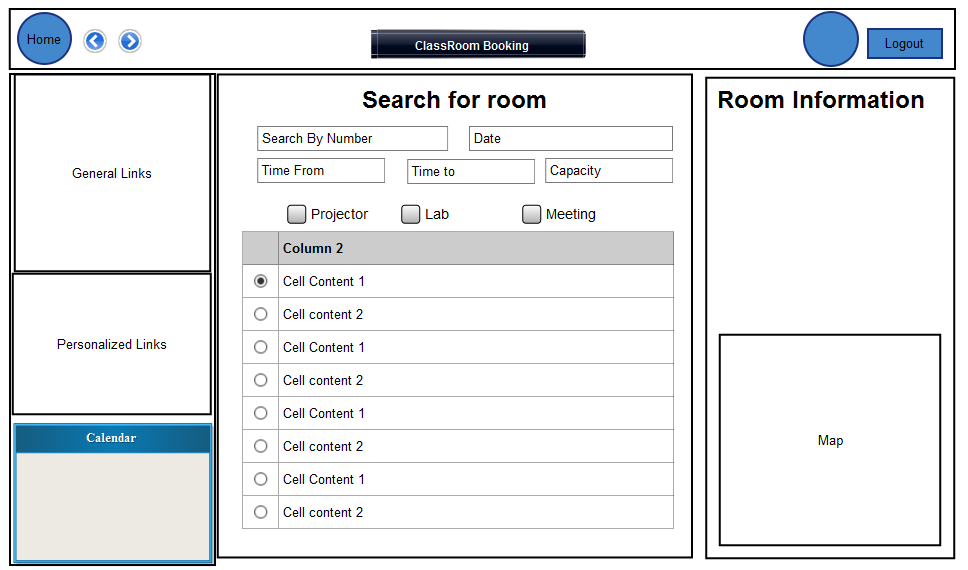 Home
ClassRoom Booking
Logout
General Links
Personalized Links
Calendar
Search for room
Search By Number
Date
Time From
Time to
Capacity
Projector
Lab
Meeting
Column 2
Cell Content 1
Cell content 2
Cell Content 1
Cell content 2
Cell Content 1
Cell content 2
Cell Content 1
Cell content 2
Room Information
Map